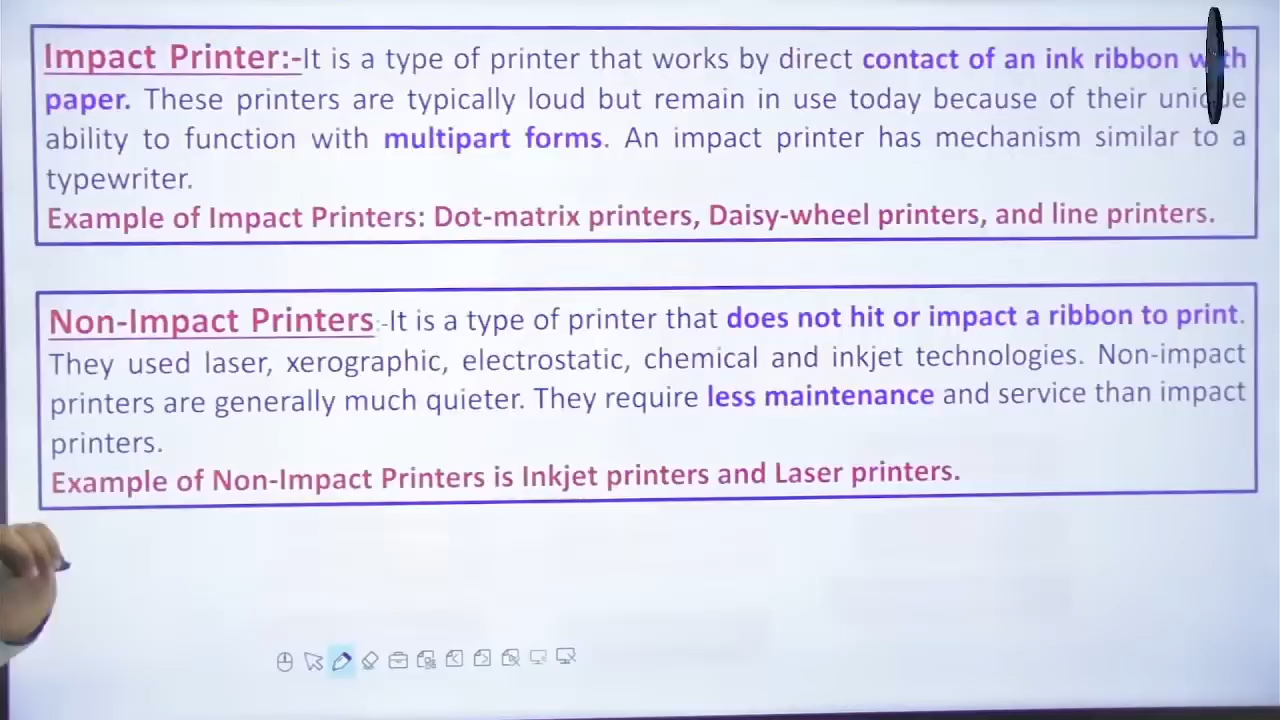 Impact Printer:-It is a type of printer that works by direct contact of an ink ribbon with
paper. These printers are typically loud but remain in use today because of their unique
ability to function with multipart forms. An impact printer has mechanism similar to a
typewriter.
Example of Impact Printers: Dot-matrix printers, Daisy-wheel printers, and line printers.
Non-Impact Printers:-It is a type of printer that does not hit or impact a ribbon to print.
They used laser, xerographic, electrostatic, chemical and inkjet technologies. Non-impact
printers are generally much quieter. They require less maintenance and service than impact
printers.
Example of Non-Impact Printers is Inkjet printers and Laser printers.